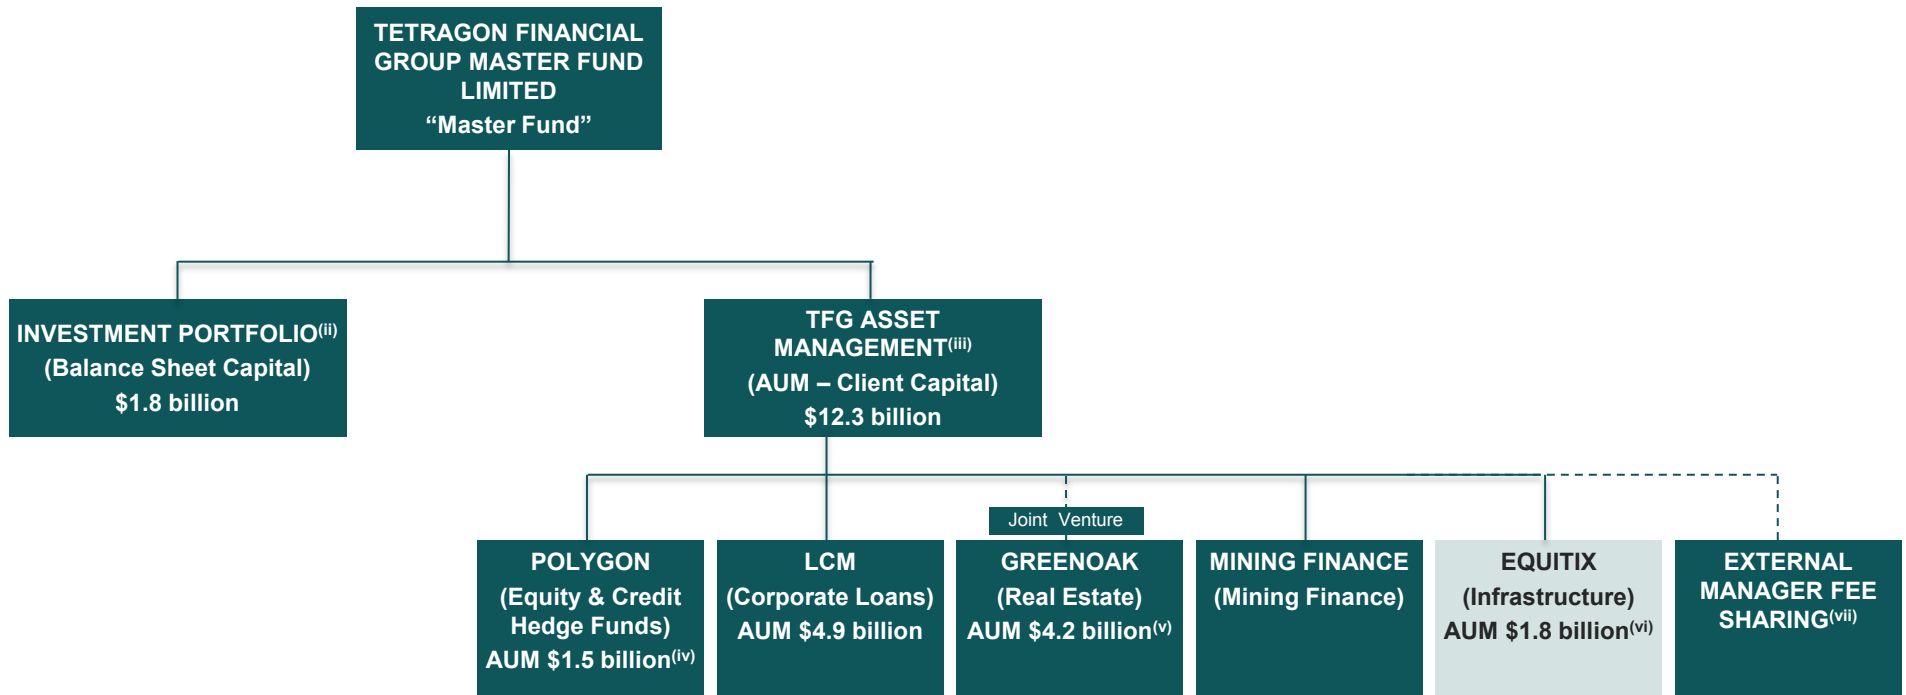 TETRAGON FINANCIAL
GROUP MASTER FUND
LIMITED
“Master Fund”
INVESTMENT PORTFOLIO(ii)
(Balance Sheet Capital)
$1.8 billion
TFG ASSET
MANAGEMENT(iii)
(AUM – Client Capital)
$12.3 billion
Joint Venture
POLYGON
(Equity & Credit
Hedge Funds)
AUM $1.5 billion(iv)
LCM
(Corporate Loans)
AUM $4.9 billion
GREENOAK
(Real Estate)
AUM $4.2 billion(v)
MINING FINANCE
(Mining Finance)
EQUITIX
(Infrastructure)
AUM $1.8 billion(vi)
EXTERNAL
MANAGER FEE
SHARING(vii)